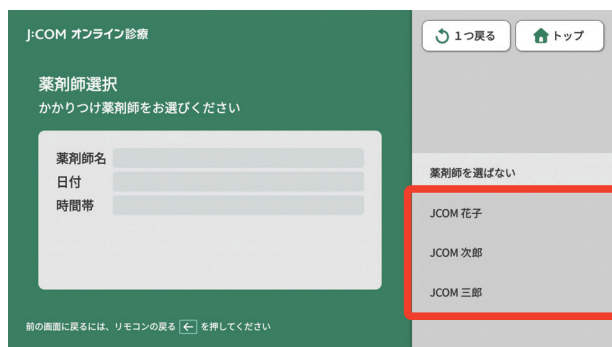 J:COM オンライン診療
薬剤師選択
かかりつけ薬剤師をお選びください
薬剤師名
日付
時間帯
前の画面に戻るには、リモコンの戻る ← を押してください
1つ戻る
トップ
薬剤師を選ばない
JCOM 花子
JCOM 次郎
JCOM 三郎